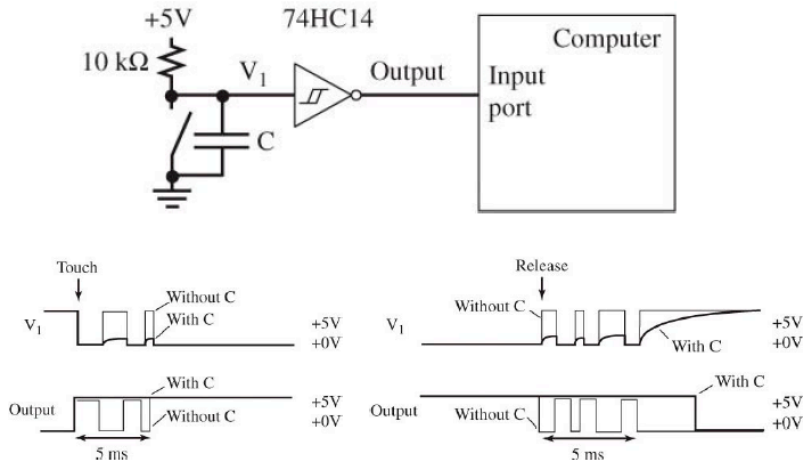 +5V 74HC14
10 kΩ V1 Output Computer
Input
port
C
Touch Release
V1 Without C With C +5V +0V
V1 Without C With C +5V +0V
Output With C Without C +5V +0V
Output Without C With C +5V +0V
5 ms 5 ms